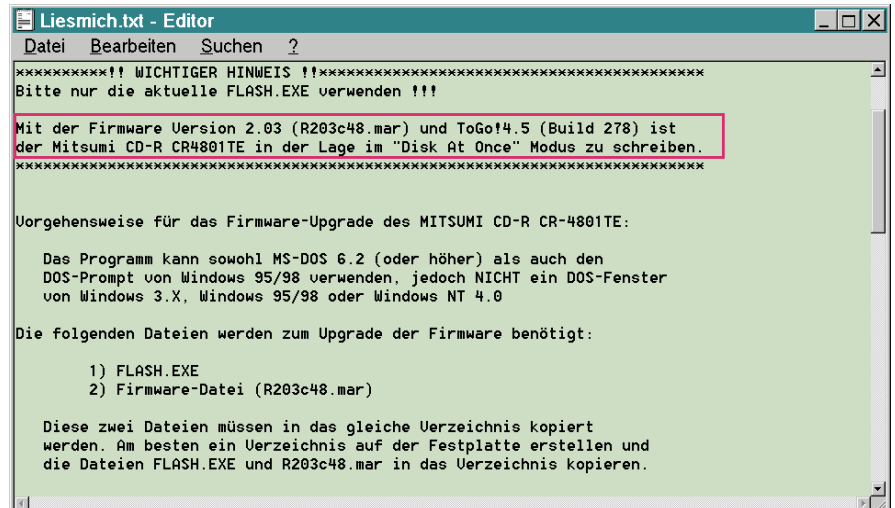 Liesmich.txt - Editor
Datei Bearbeiten Suchen ?
**********!! WICHTIGER HINWEIS !!******************************************
Bitte nur die aktuelle FLASH.EXE verwenden !!!
Mit der Firmware Version 2.03 (R203c48.mar) und ToGo!4.5 (Build 278) ist
der Mitsumi CD-R CR4801TE in der Lage im "Disk At Once" Modus zu schreiben.
***************************************************************************
Vorgehensweise für das Firmware-Upgrade des MITSUMI CD-R CR-4801TE:
Das Programm kann sowohl MS-DOS 6.2 (oder höher) als auch den
DOS-Prompt von Windows 95/98 verwenden, jedoch NICHT ein DOS-Fenster
von Windows 3.X, Windows 95/98 oder Windows NT 4.0
Die folgenden Dateien werden zum Upgrade der Firmware benötigt:
1) FLASH.EXE
2) Firmware-Datei (R203c48.mar)
Diese zwei Dateien müssen in das gleiche Verzeichnis kopiert
werden. Am besten ein Verzeichnis auf der Festplatte erstellen und
die Dateien FLASH.EXE und R203c48.mar in das Verzeichnis kopieren.